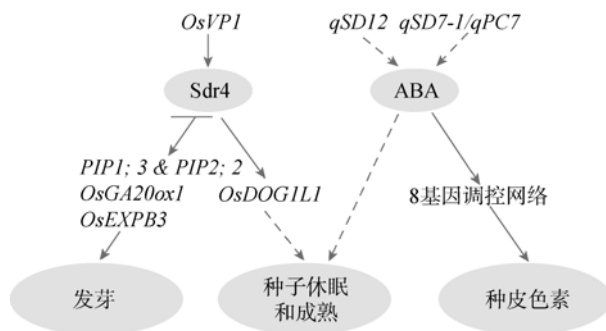 OsVP1
qSD12 qSD7-1/qPC7
Sdr4
ABA
PIP1; 3 & PIP2; 2
OsGA20ox1
OsEXPB3
OsDOG1L1
8基因调控网络
发芽
种子休眠
和成熟
种皮色素